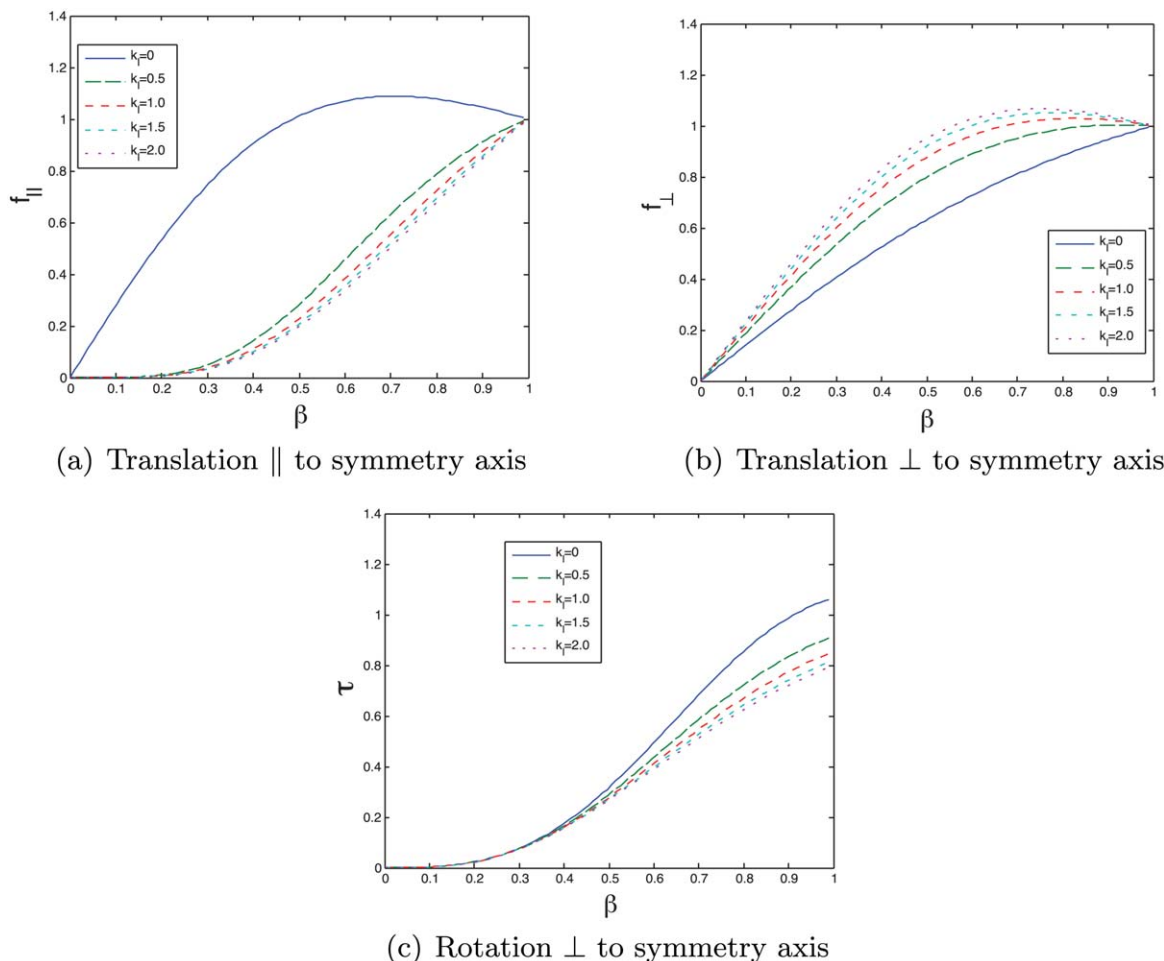 1.4
1.2
1
0.8
0.6
0.4
0.2
0
f||
k_l=0
k_l=0.5
k_l=1.0
k_l=1.5
k_l=2.0
0 0.1 0.2 0.3 0.4 0.5 0.6 0.7 0.8 0.9 1
β
(a) Translation ∥ to symmetry axis
1.4
1.2
1
0.8
0.6
0.4
0.2
0
f⊥
k_l=0
k_l=0.5
k_l=1.0
k_l=1.5
k_l=2.0
0 0.1 0.2 0.3 0.4 0.5 0.6 0.7 0.8 0.9 1
β
(b) Translation ⊥ to symmetry axis
1.4
1.2
1
0.8
0.6
0.4
0.2
0
τ
k_l=0
k_l=0.5
k_l=1.0
k_l=1.5
k_l=2.0
0 0.1 0.2 0.3 0.4 0.5 0.6 0.7 0.8 0.9 1
β
(c) Rotation ⊥ to symmetry axis